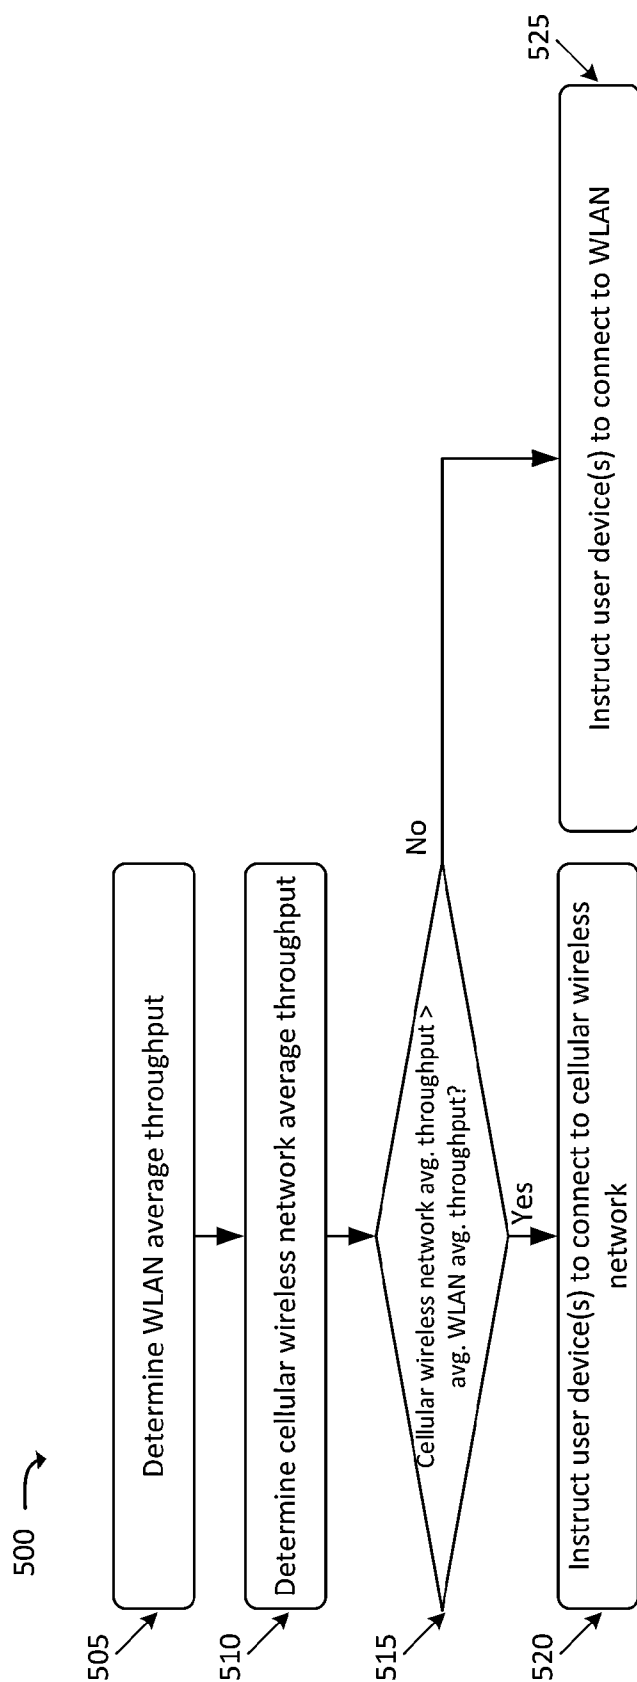 500
505
Determine WLAN average throughput
510
Determine cellular wireless network average throughput
515
Cellular wireless network avg. throughput >
avg. WLAN avg. throughput?
No
Yes
520
Instruct user device(s) to connect to cellular wireless
network
525
Instruct user device(s) to connect to WLAN